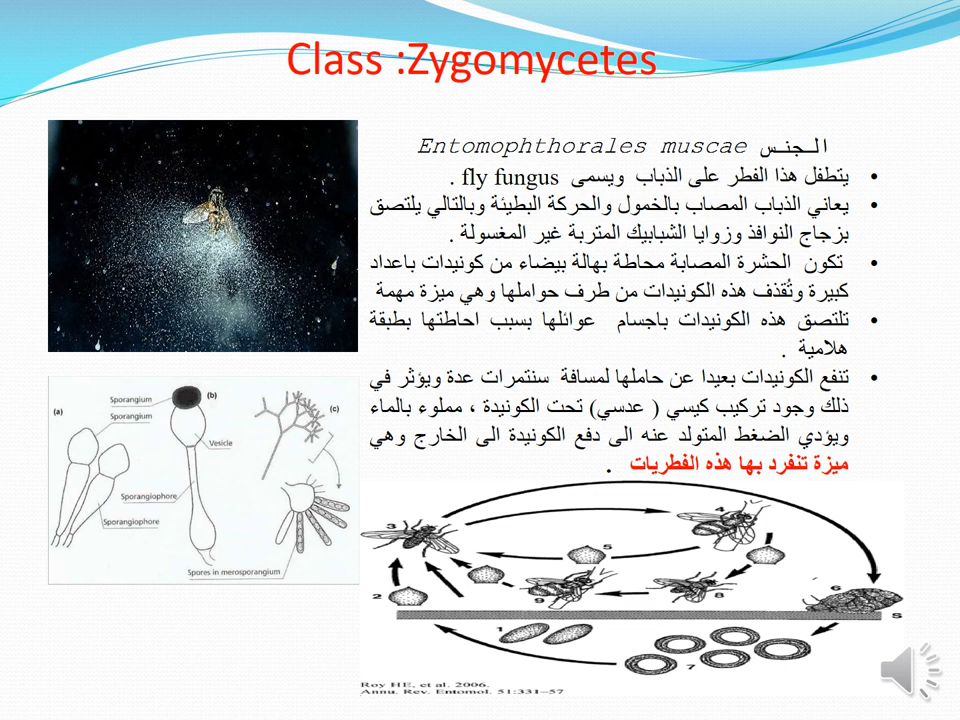 Class :Zygomycetes
الـجنـس Entomophthorales muscae
• يتطفل هذا الفطر على الذباب ويسمى fly fungus .
• يعاني الذباب المصاب بالخمول والحركة البطيئة وبالتالي يلتصق
بزجاج النوافذ وزوايا الشبابيك المتربة غير المغسولة .
• تكون الحشرة المصابة محاطة بهالة بيضاء من كونيدات باعداد
كبيرة وتُقذف هذه الكونيدات من طرف حواملها وهي ميزة مهمة
• تلتصق هذه الكونيدات باجسام عوائلها بسبب احاطتها بطبقة
هلامية .
• تنفع الكونيدات بعيدا عن حاملها لمسافة سنتمرات عدة ويؤثر في
ذلك وجود تركيب كيسي ( عدسي) تحت الكونيدة ، مملوء بالماء
ويؤدي الضغط المتولد عنه الى دفع الكونيدة الى الخارج وهي
ميزة تنفرد بها هذه الفطريات .
(a)
Sporangium
Sporangium
(b)
(c)
Vesicle
Sporangiophore
Sporangiophore
Spores in merosporangium
3
4
5
2
9
8
6
S
1
7
Roy HE, et al. 2006.
Annu. Rev. Entomol. 51:331–57